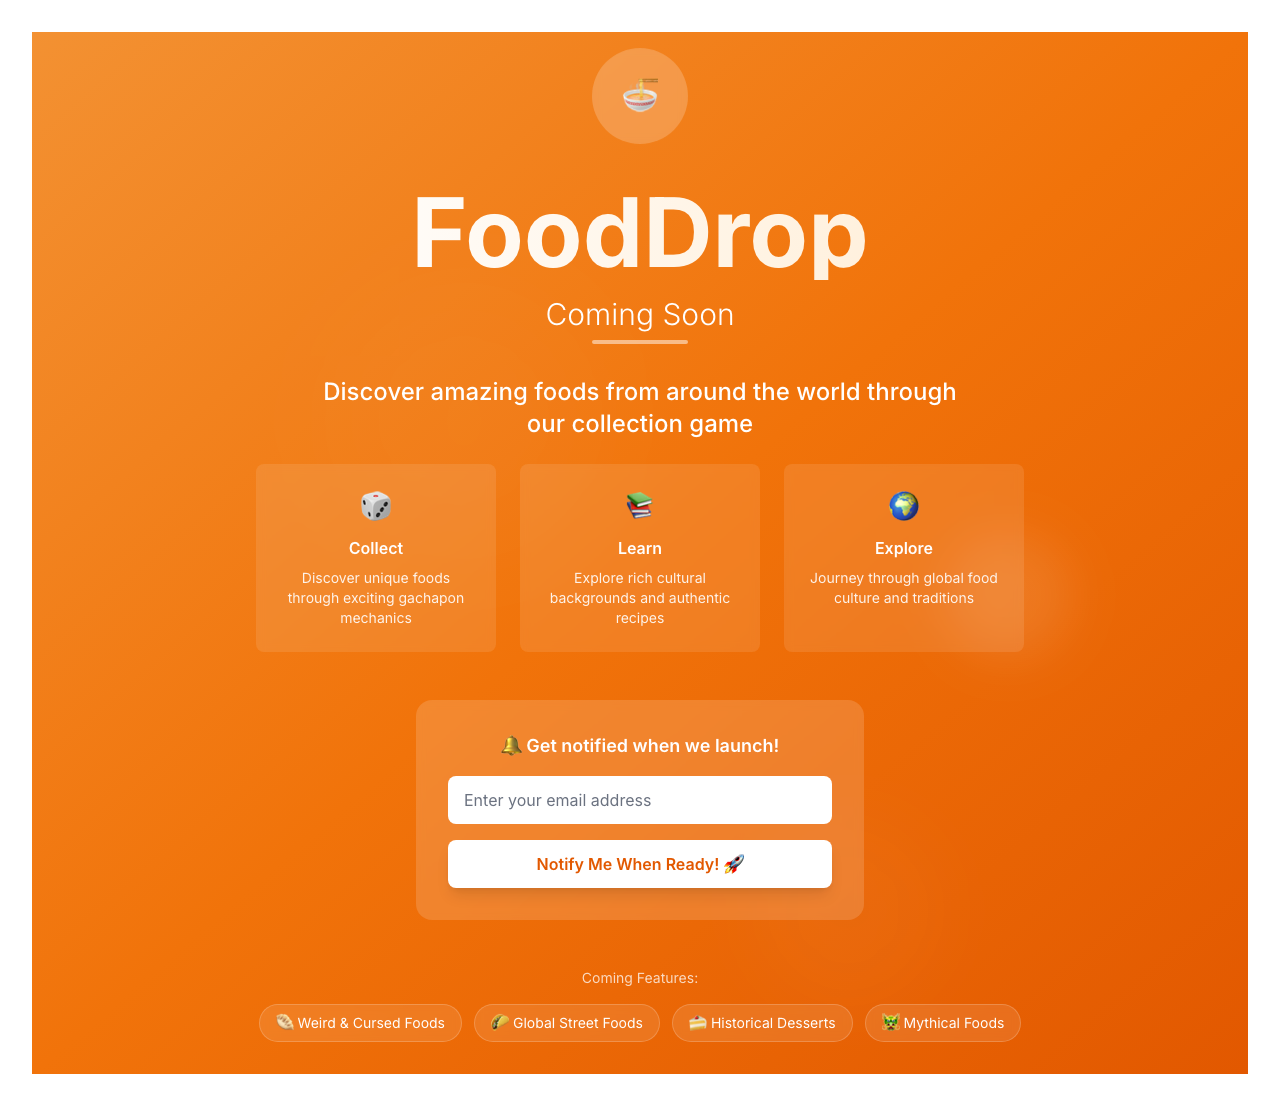 FoodDrop
Coming Soon
Discover amazing foods from around the world through
our collection game
Collect
Discover unique foods
through exciting gachapon
mechanics
Learn
Explore rich cultural
backgrounds and authentic
recipes
Explore
Journey through global food
culture and traditions
🔔 Get notified when we launch!
Enter your email address
Notify Me When Ready! 🚀
Coming Features:
🪱 Weird & Cursed Foods
🌮 Global Street Foods
🍰 Historical Desserts
👹 Mythical Foods